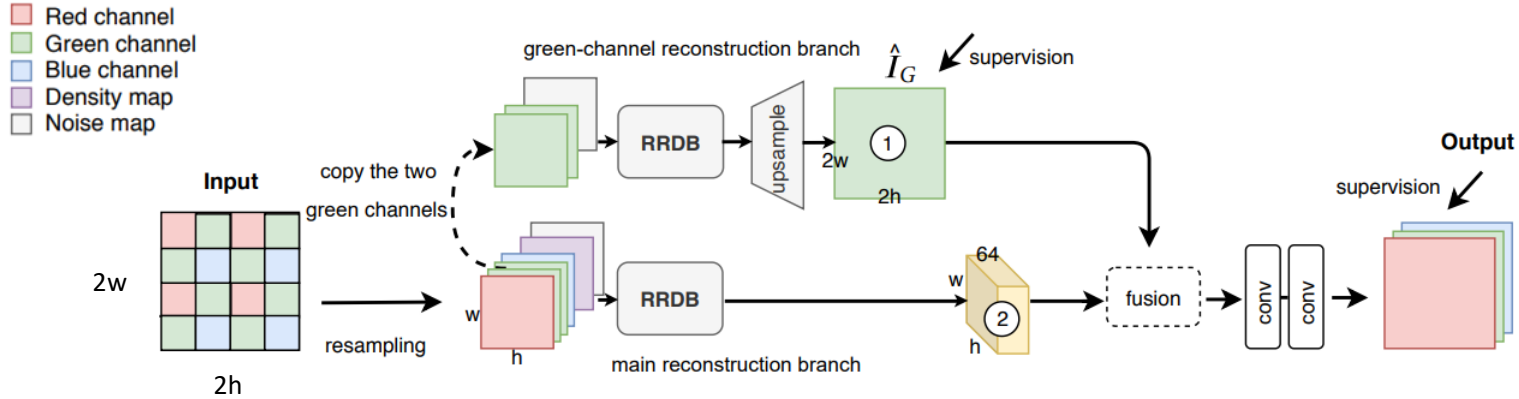 Red channel
Green channel
Blue channel
Density map
Noise map
Input
2w
2h
resampling
copy the two
green channels
green-channel reconstruction branch
RRDB
upsample
2w
Î_G
1
2h
supervision
w
h
RRDB
main reconstruction branch
64
w
h
2
fusion
conv
conv
Output
supervision